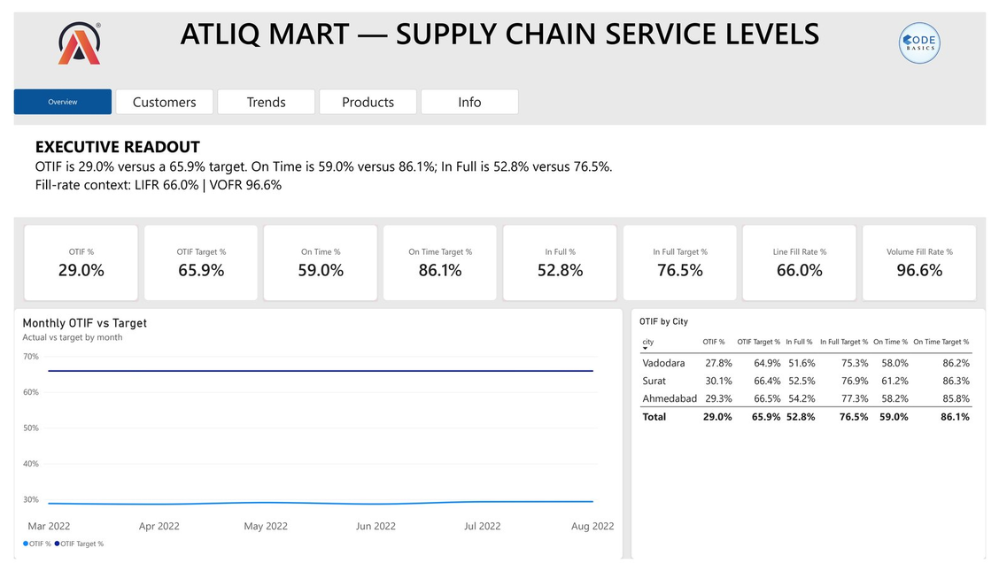 ATLIQ MART — SUPPLY CHAIN SERVICE LEVELS
®
CODE
BASICS
Overview
Customers
Trends
Products
Info
EXECUTIVE READOUT
OTIF is 29.0% versus a 65.9% target. On Time is 59.0% versus 86.1%; In Full is 52.8% versus 76.5%.
Fill-rate context: LIFR 66.0% | VOFR 96.6%
OTIF %
29.0%
OTIF Target %
65.9%
On Time %
59.0%
On Time Target %
86.1%
In Full %
52.8%
In Full Target %
76.5%
Line Fill Rate %
66.0%
Volume Fill Rate %
96.6%
Monthly OTIF vs Target
Actual vs target by month
70%
60%
50%
40%
30%
Mar 2022 Apr 2022 May 2022 Jun 2022 Jul 2022 Aug 2022
OTIF % OTIF Target %
OTIF by City
city OTIF % OTIF Target % In Full % In Full Target % On Time % On Time Target %
Vadodara 27.8% 64.9% 51.6% 75.3% 58.0% 86.2%
Surat 30.1% 66.4% 52.5% 76.9% 61.2% 86.3%
Ahmedabad 29.3% 66.5% 54.2% 77.3% 58.2% 85.8%
Total 29.0% 65.9% 52.8% 76.5% 59.0% 86.1%